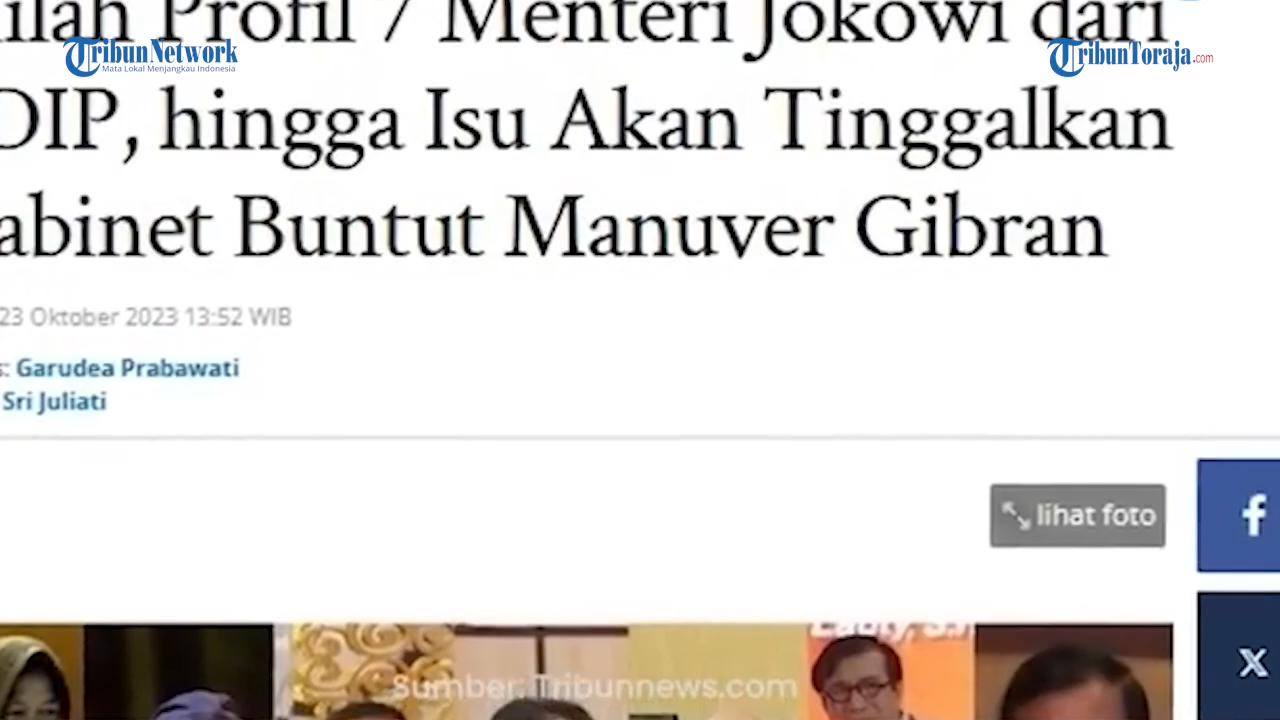 TribunNetwork
Mata Lokal Menjangkau Indonesia
TribunToraja.com
ilah Profil 7 Menteri Jokowi dari
DIP, hingga Isu Akan Tinggalkan
abinet Buntut Manuver Gibran
23 Oktober 2023 13:52 WIB
s: Garudea Prabawati
Sri Juliati
lihat foto
f
X
Sumber: Tribunnews.com